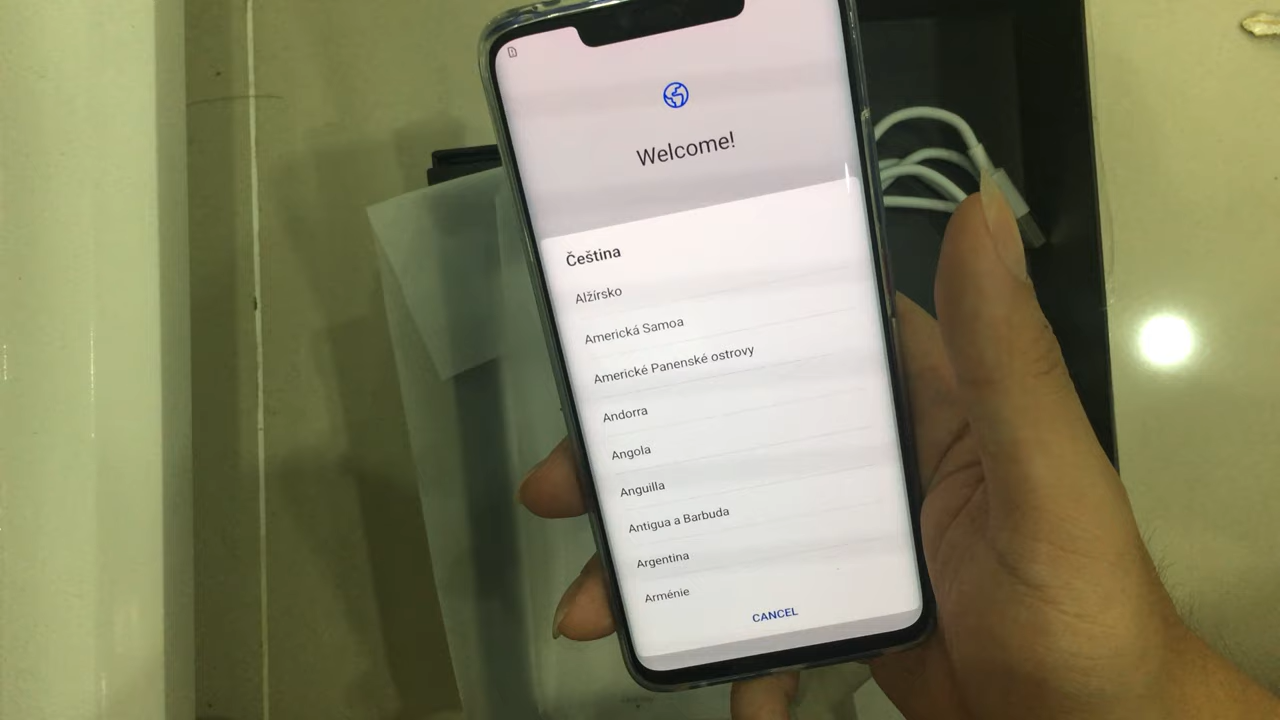 Welcome!
Čeština
Alžírsko
Americká Samoa
Americké Panenské ostrovy
Andorra
Angola
Anguilla
Antigua a Barbuda
Argentina
Arménie
CANCEL